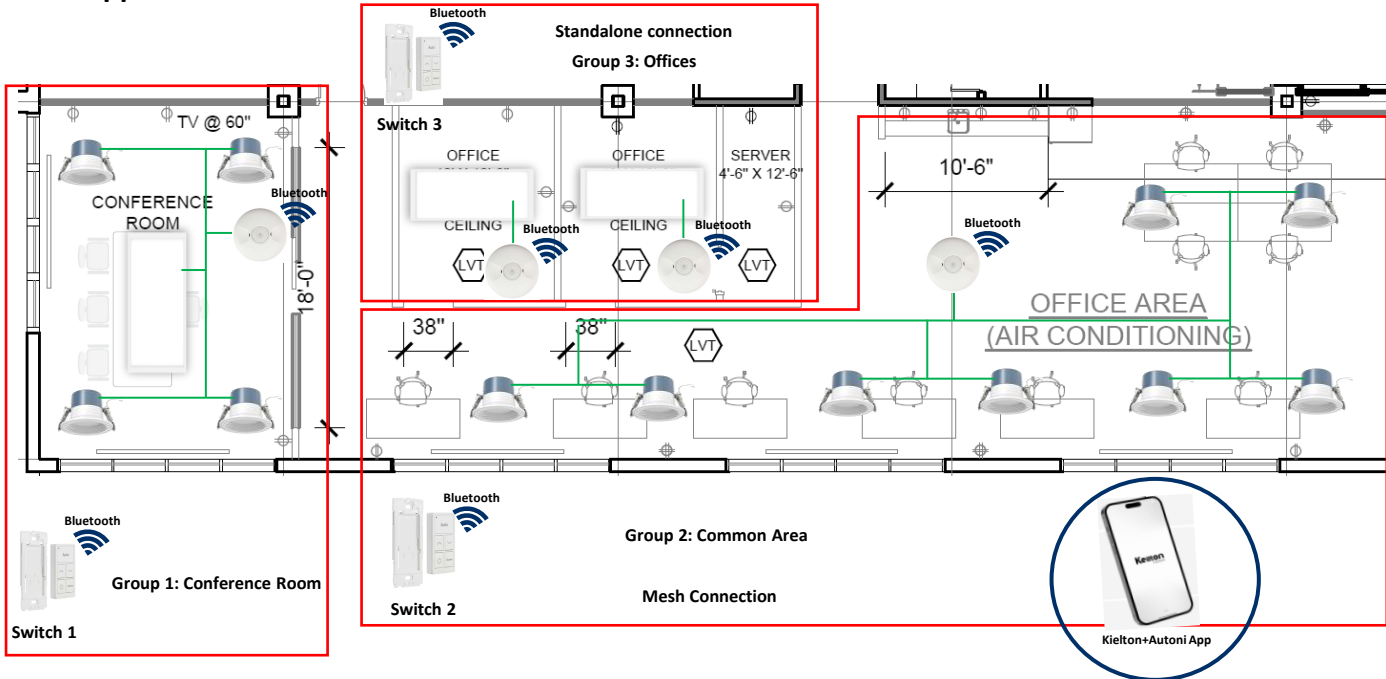 Bluetooth
Standalone connection
Group 3: Offices
Switch 3
TV @ 60"
CONFERENCE
ROOM
Bluetooth
18'-0"
OFFICE
CEILING
Bluetooth
LVT
OFFICE
CEILING
Bluetooth
LVT
SERVER
4'-6" X 12'-6"
LVT
10'-6"
Bluetooth
OFFICE AREA
(AIR CONDITIONING)
38"
38"
LVT
Bluetooth
Group 1: Conference Room
Switch 1
Bluetooth
Group 2: Common Area
Mesh Connection
Switch 2
Kielton+Autoni App